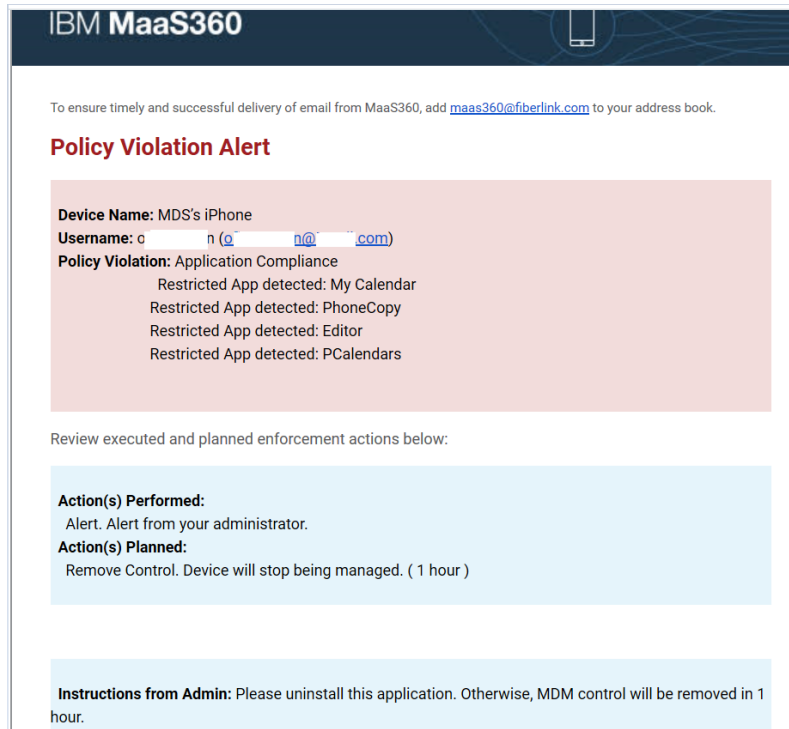 IBM MaaS360
To ensure timely and successful delivery of email from MaaS360, add maas360@fiberlink.com to your address book.
Policy Violation Alert
Device Name: MDS's iPhone
Username: o n (o n@ .com)
Policy Violation: Application Compliance
Restricted App detected: My Calendar
Restricted App detected: PhoneCopy
Restricted App detected: Editor
Restricted App detected: PCalendars
Review executed and planned enforcement actions below:
Action(s) Performed:
Alert. Alert from your administrator.
Action(s) Planned:
Remove Control. Device will stop being managed. ( 1 hour )
Instructions from Admin: Please uninstall this application. Otherwise, MDM control will be removed in 1
hour.